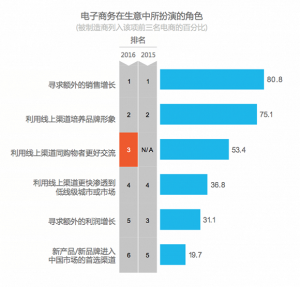 电子商务在生意中所扮演的角色
(被制造商列入该项前三名电商的百分比)
排名
2016 2015
寻求额外的销售增长 1 1 80.8
利用线上渠道培养品牌形象 2 2 75.1
利用线上渠道同购物者更好交流 3 N/A 53.4
利用线上渠道更快渗透到
低线级城市或市场 4 4 36.8
寻求额外的利润增长 5 3 31.1
新产品/新品牌进入
中国市场的首选渠道 6 5 19.7